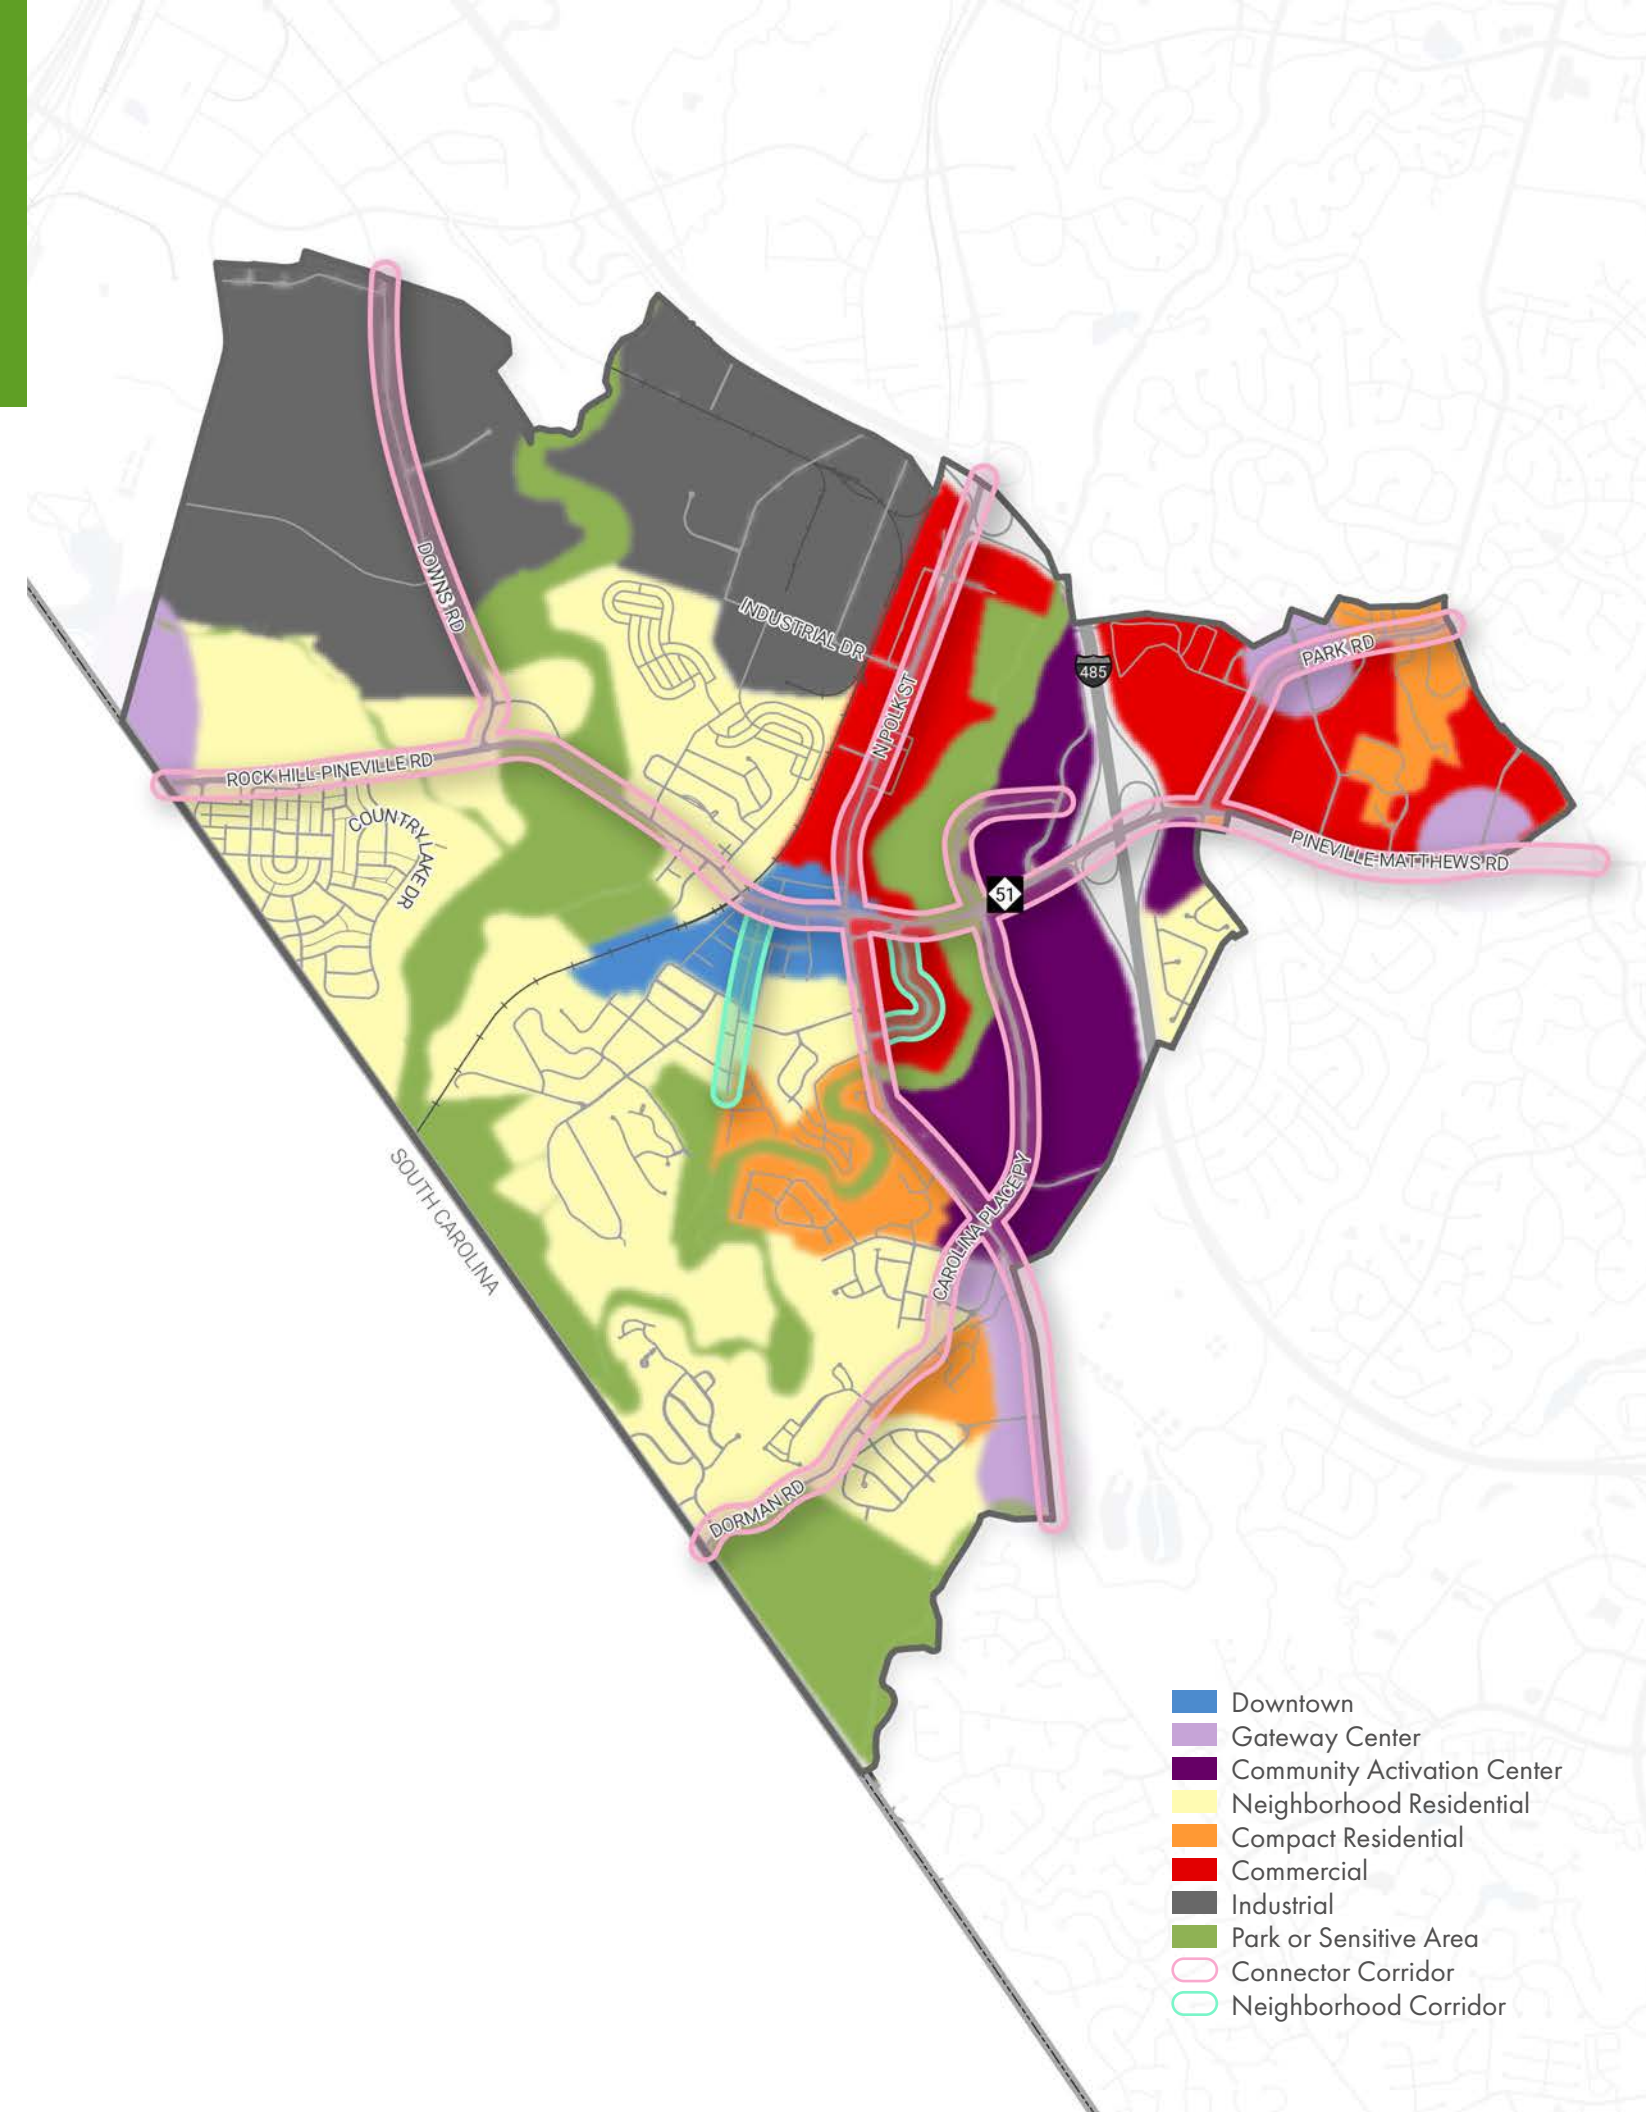 DOWNS RD
INDUSTRIAL DR
PARK RD
485
N POLK ST
ROCK HILL-PINEVILLE RD
COUNTRY LAKE DR
PINEVILLE-MATTHEWS RD
51
SOUTH CAROLINA
CAROLINA PLACE PY
DORMAN RD
Downtown
Gateway Center
Community Activation Center
Neighborhood Residential
Compact Residential
Commercial
Industrial
Park or Sensitive Area
Connector Corridor
Neighborhood Corridor